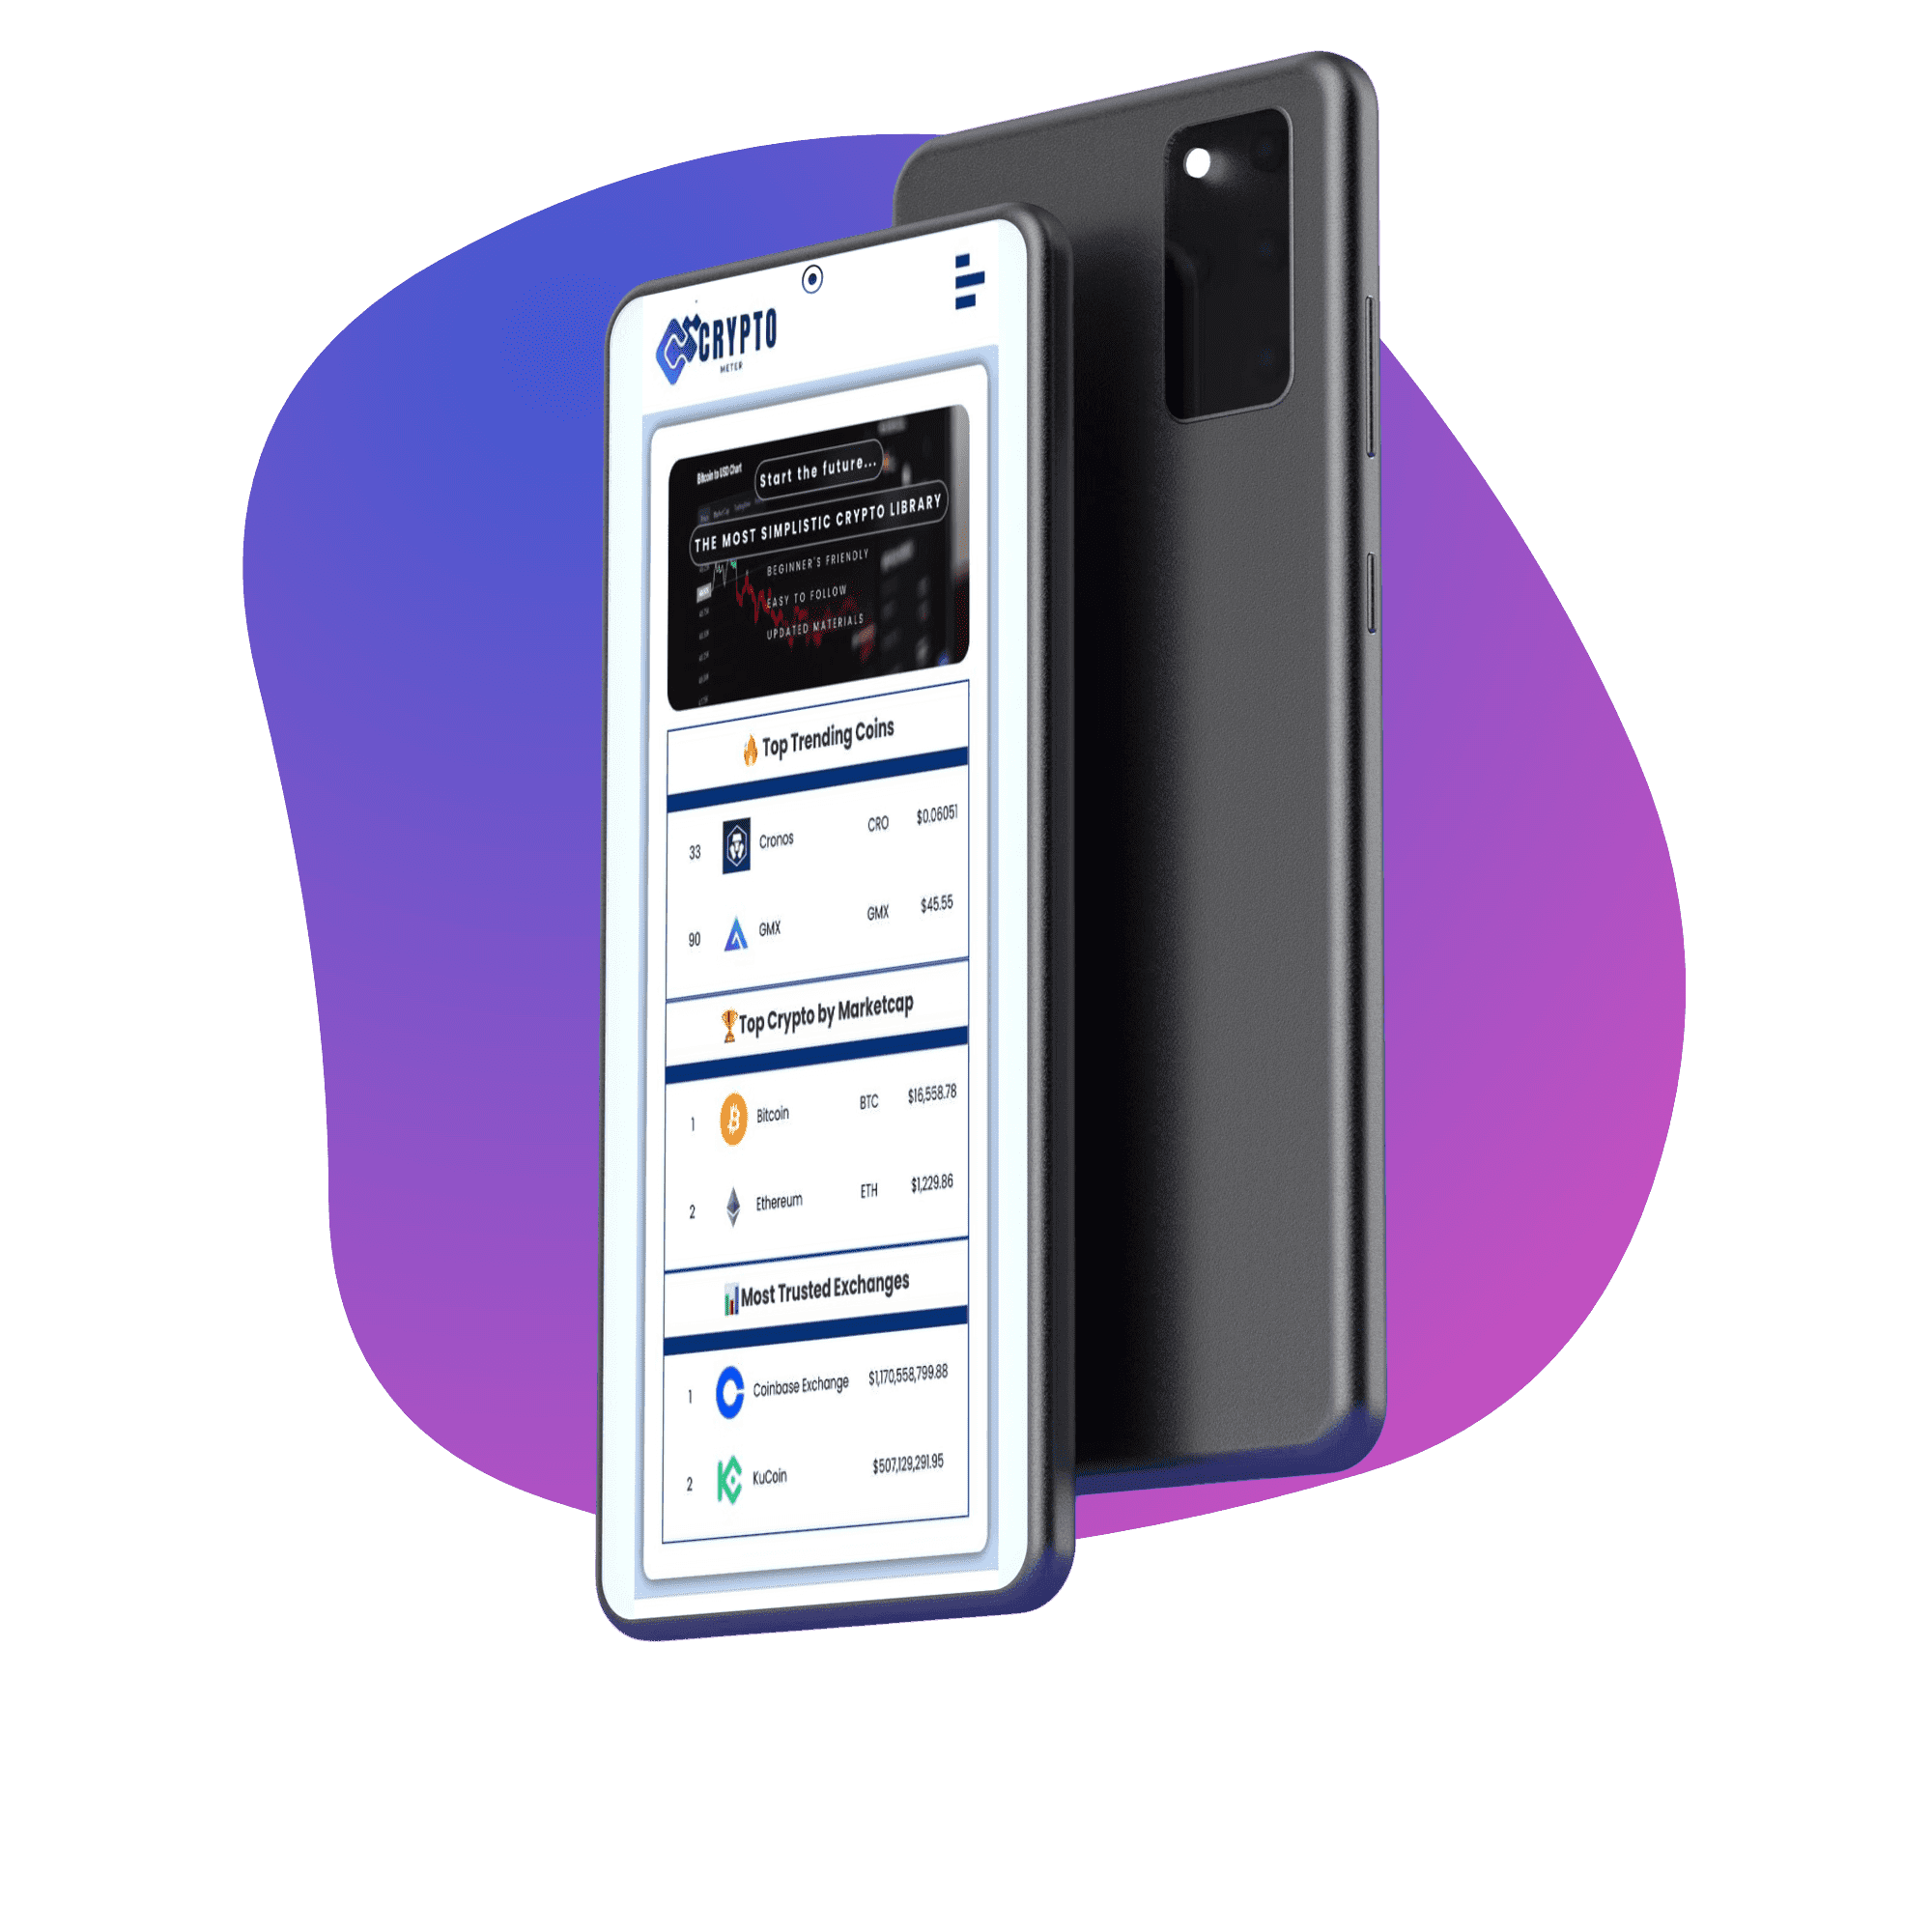 CRYPTO
METER
Bitcoin to USD Chart
Start the future...
THE MOST SIMPLISTIC CRYPTO LIBRARY
BEGINNER'S FRIENDLY
EASY TO FOLLOW
UPDATED MATERIALS
🔥 Top Trending Coins
33 Cronos CRO $0.06051
90 GMX GMX $45.55
🏆 Top Crypto by Marketcap
1 Bitcoin BTC $16,558.78
2 Ethereum ETH $1,229.86
📊 Most Trusted Exchanges
1 Coinbase Exchange $1,170,558,799.88
2 KuCoin $507,129,291.95